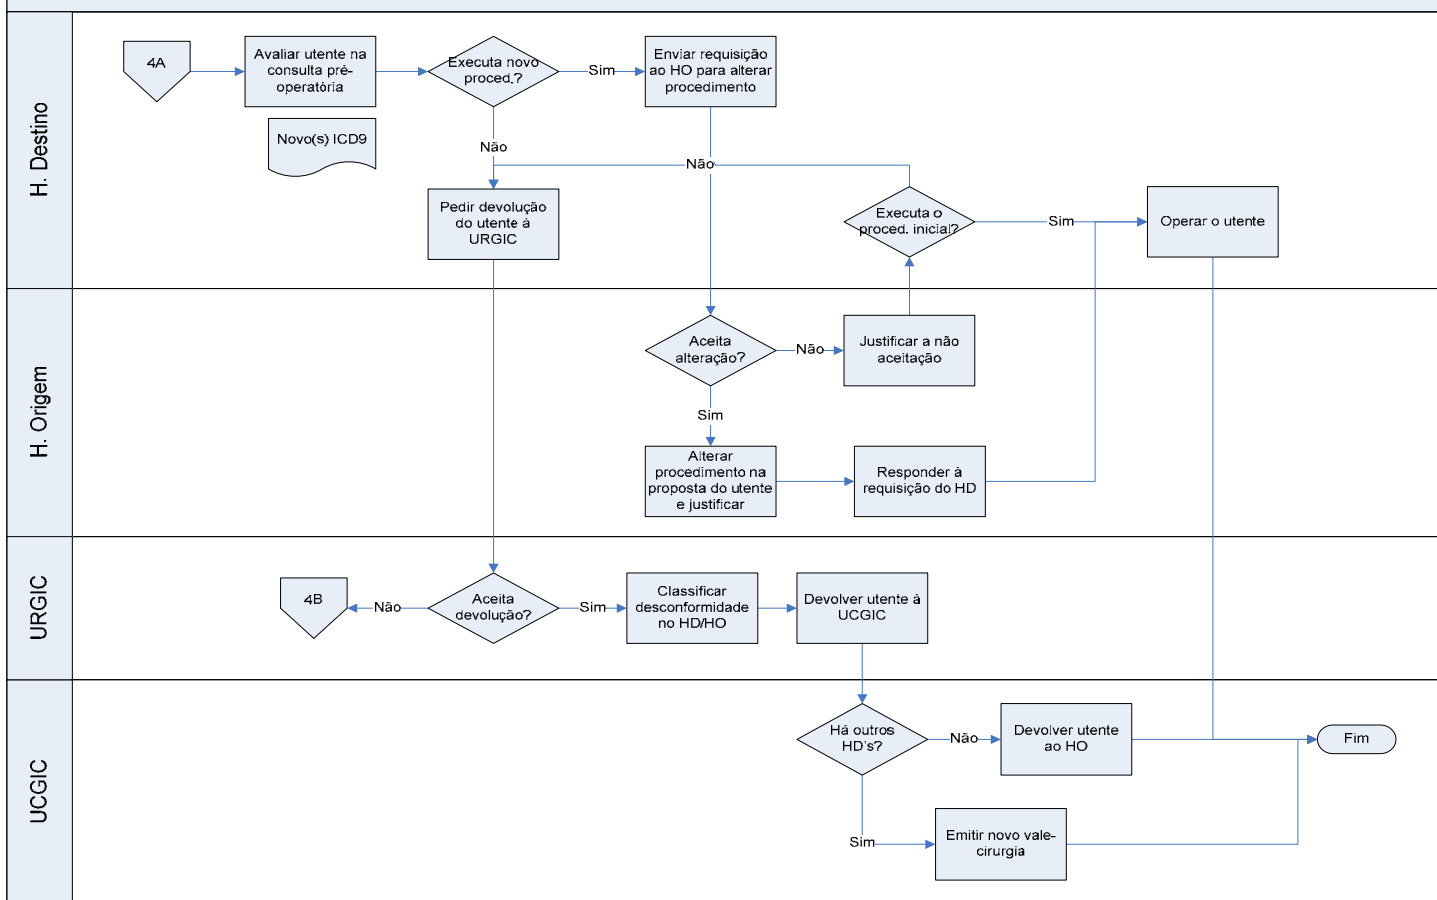 H. Destino
4A
Avaliar utente na
consulta pré-
operatória
Executa novo
proced.?
Sim
Enviar requisição
ao HO para alterar
procedimento
Novo(s) ICD9
Não
Não
Pedir devolução
do utente à
URGIC
Executa o
proced. inicial?
Sim
Operar o utente
H. Origem
Aceita
alteração?
Não
Justificar a não
aceitação
Sim
Alterar
procedimento na
proposta do utente
e justificar
Responder à
requisição do HD
URGIC
4B
Não
Aceita
devolução?
Sim
Classificar
desconformidade
no HD/HO
Devolver utente à
UCGIC
UCGIC
Há outros
HD's?
Não
Devolver utente
ao HO
Fim
Sim
Emitir novo vale-
cirurgia